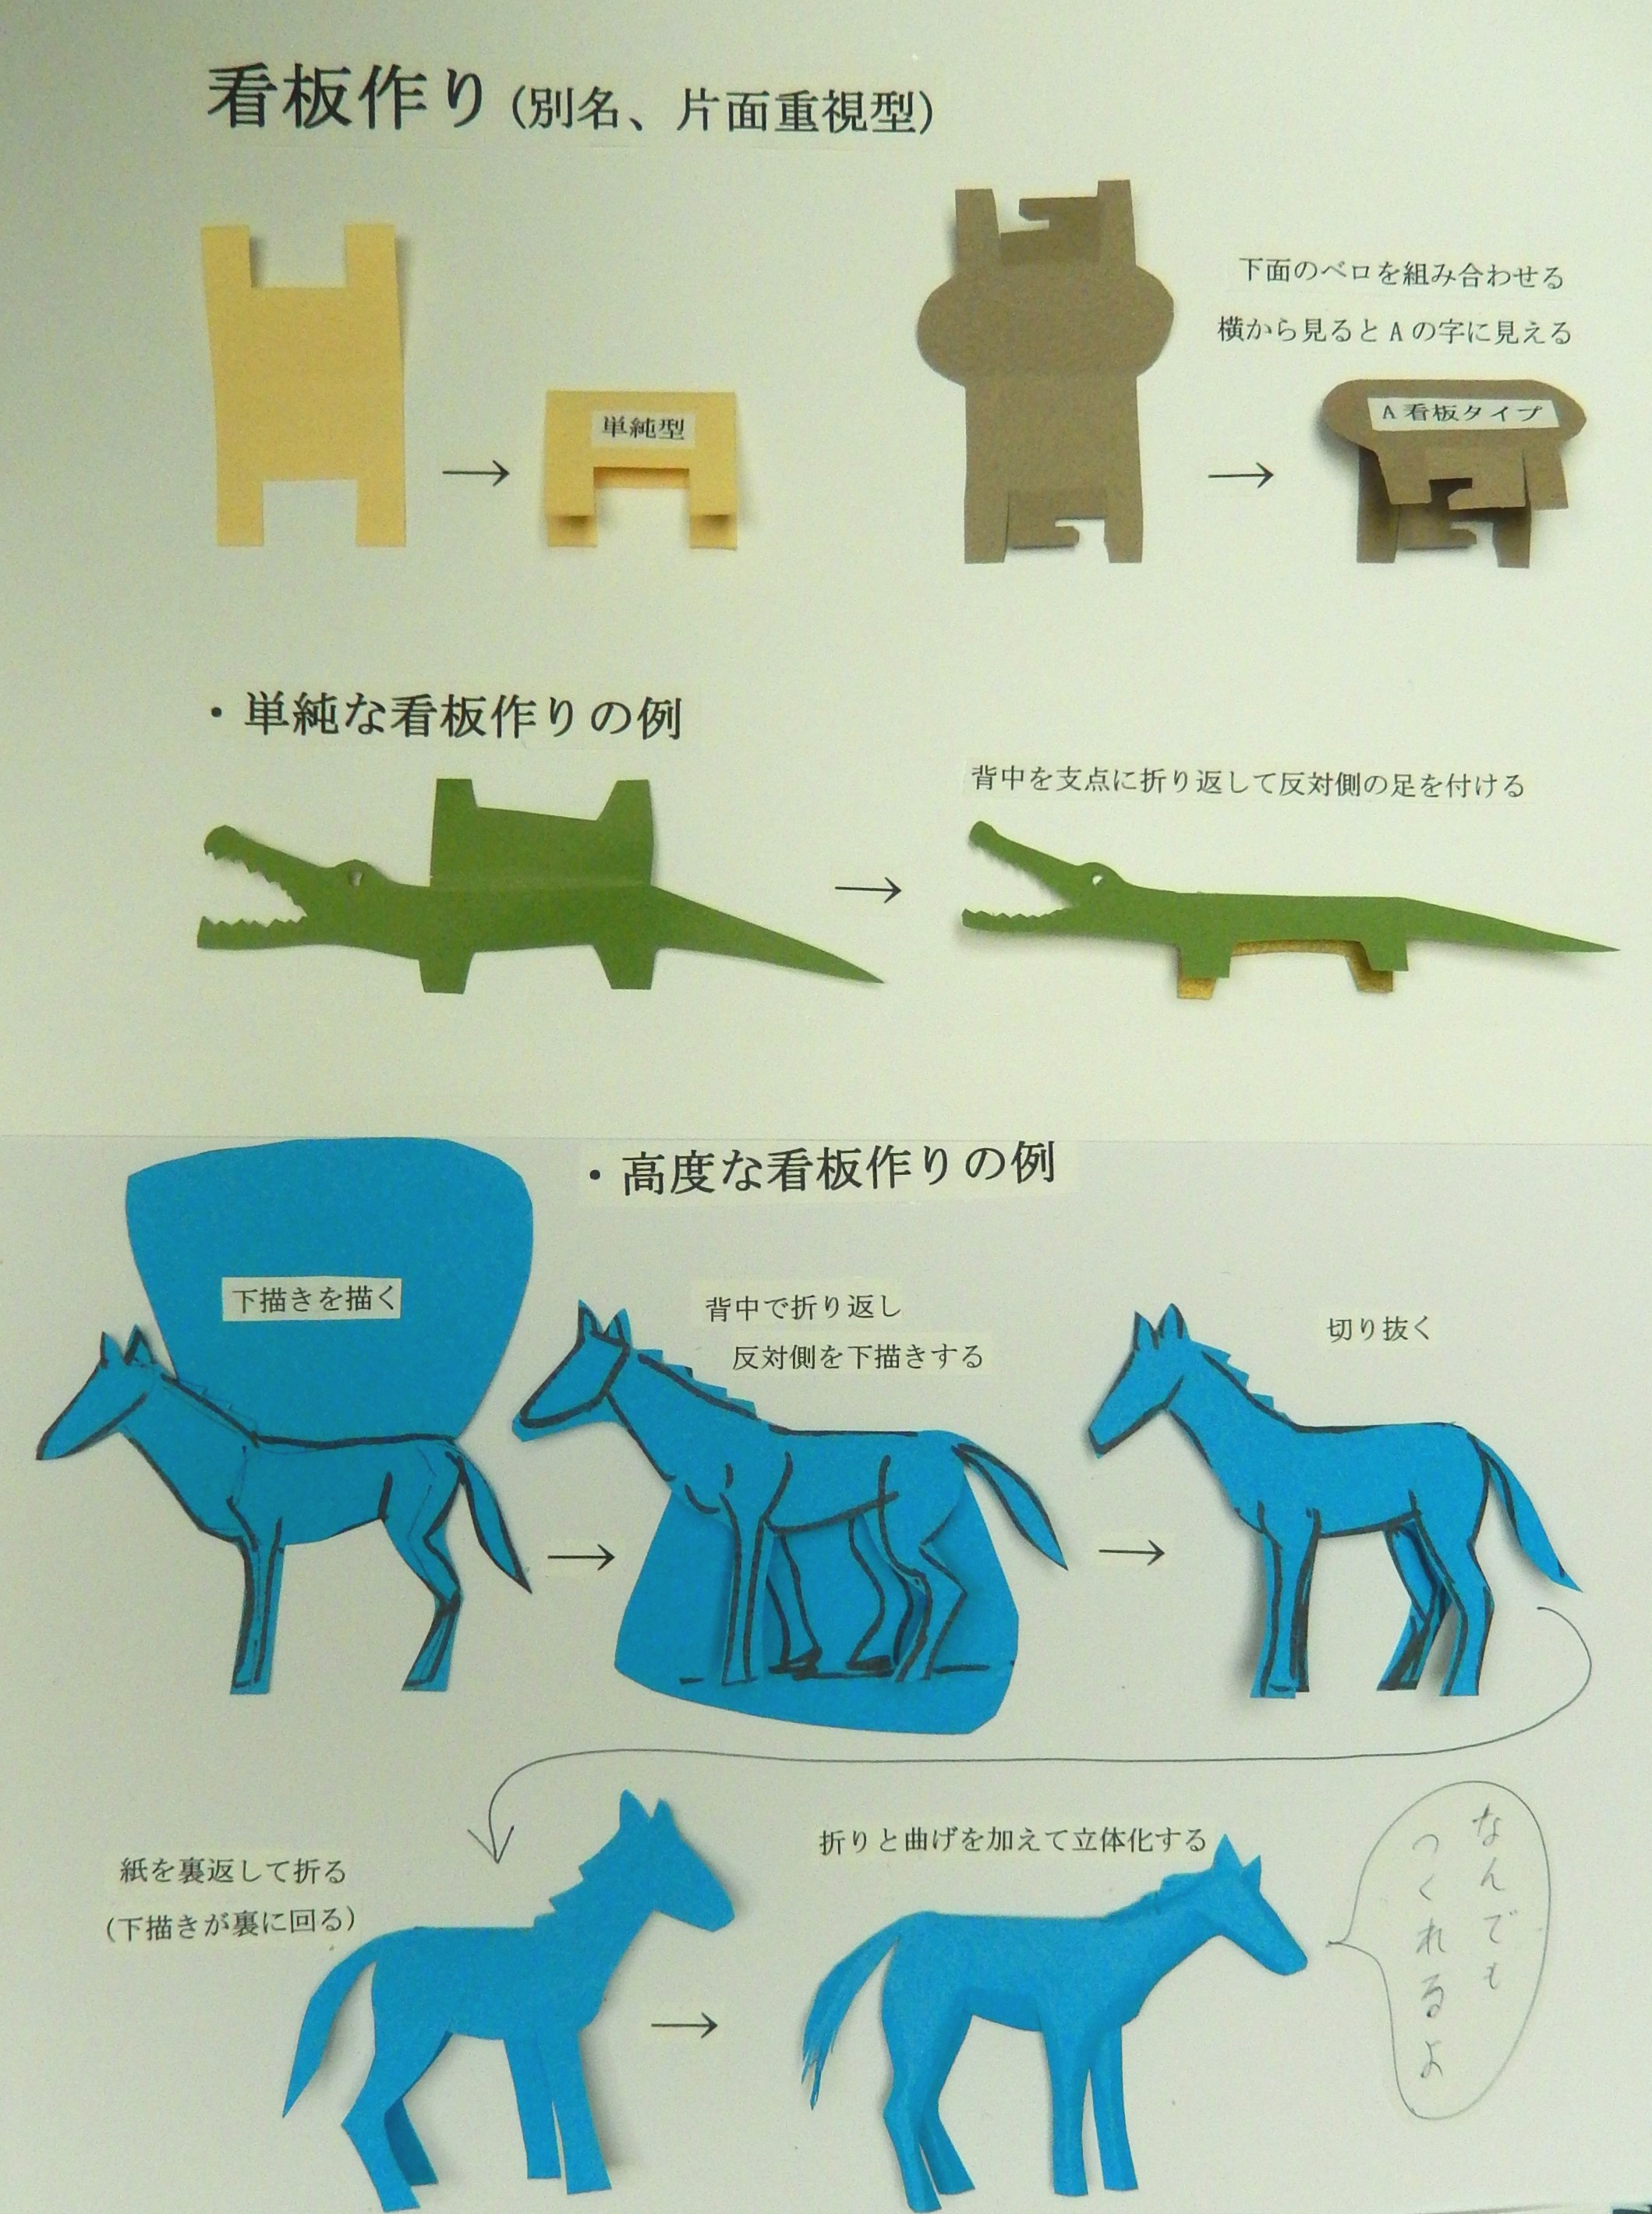 看板作り(別名、片面重視型)
下面のベロを組み合わせる
横から見るとAの字に見える
単純型
A看板タイプ
・単純な看板作りの例
背中を支点に折り返して反対側の足を付ける
・高度な看板作りの例
下描きを描く
背中で折り返し
反対側を下描きする
切り抜く
紙を裏返して折る
(下描きが裏に回る)
折りと曲げを加えて立体化する
なんでも
つくれるよ